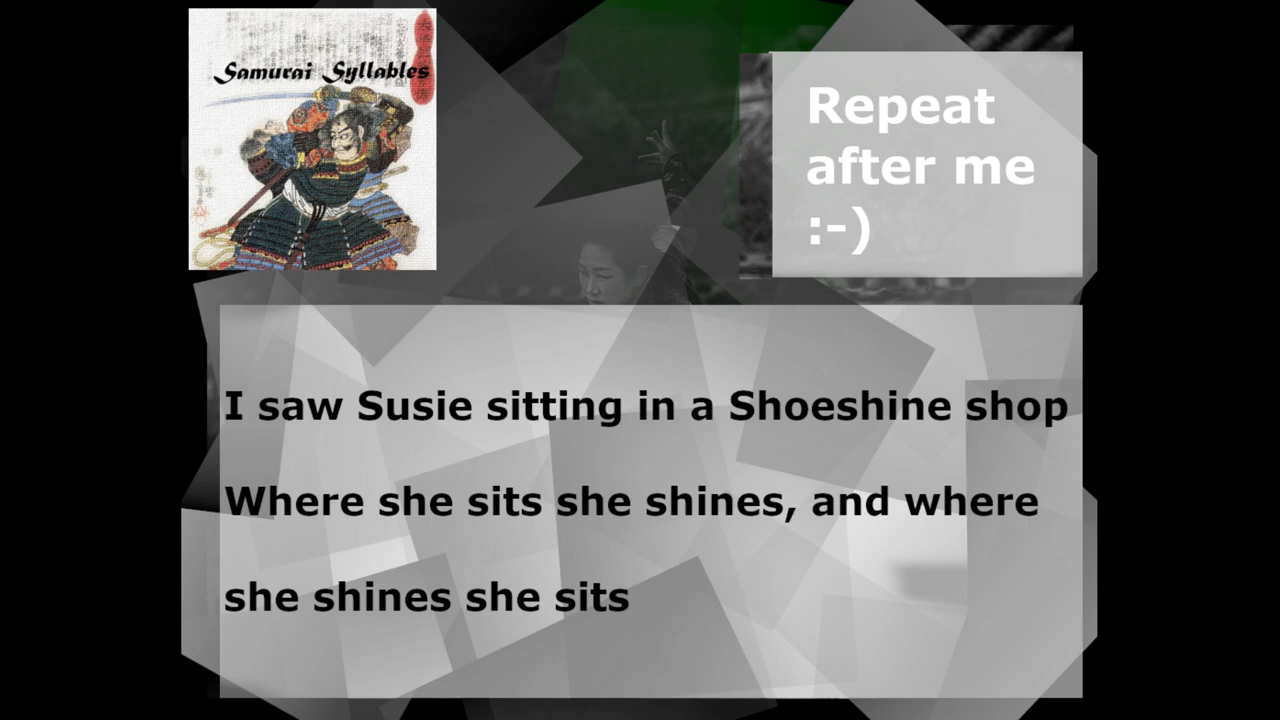 Samurai Syllables
Repeat
after me
:-)
I saw Susie sitting in a Shoeshine shop
Where she sits she shines, and where
she shines she sits